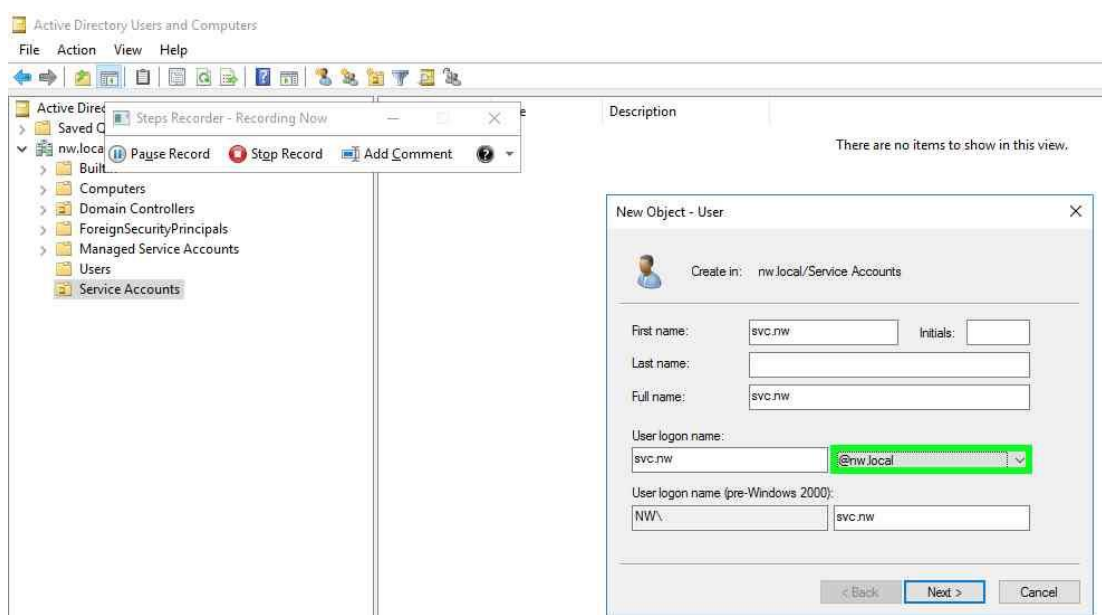 Active Directory Users and Computers
File Action View Help
Active Direc
Steps Recorder - Recording Now
e
Description
Saved Q
nw.loca
Pause Record Stop Record Add Comment
There are no items to show in this view.
Built
Computers
Domain Controllers
ForeignSecurityPrincipals
Managed Service Accounts
Users
Service Accounts
New Object - User
Create in: nw.local/Service Accounts
First name: svc.nw Initials:
Last name:
Full name: svc.nw
User logon name:
svc.nw @nw.local
User logon name (pre-Windows 2000):
NW\ svc.nw
< Back Next > Cancel